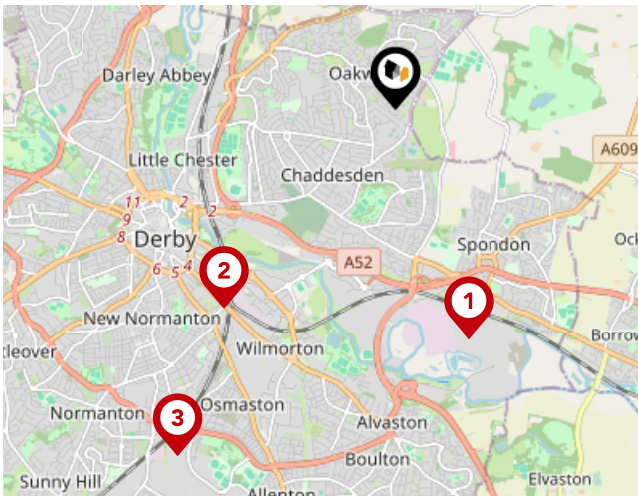 Darley Abbey
Oakw
Little Chester
A609
Chaddesden
11
2
2
9
8
Derby
Spondon
Ock
6
5
4
A52
2
1
New Normanton
Borrow
Wilmorton
tleover
3
Osmaston
Normanton
Alvaston
Boulton
Sunny Hill
Elvaston
Allenton